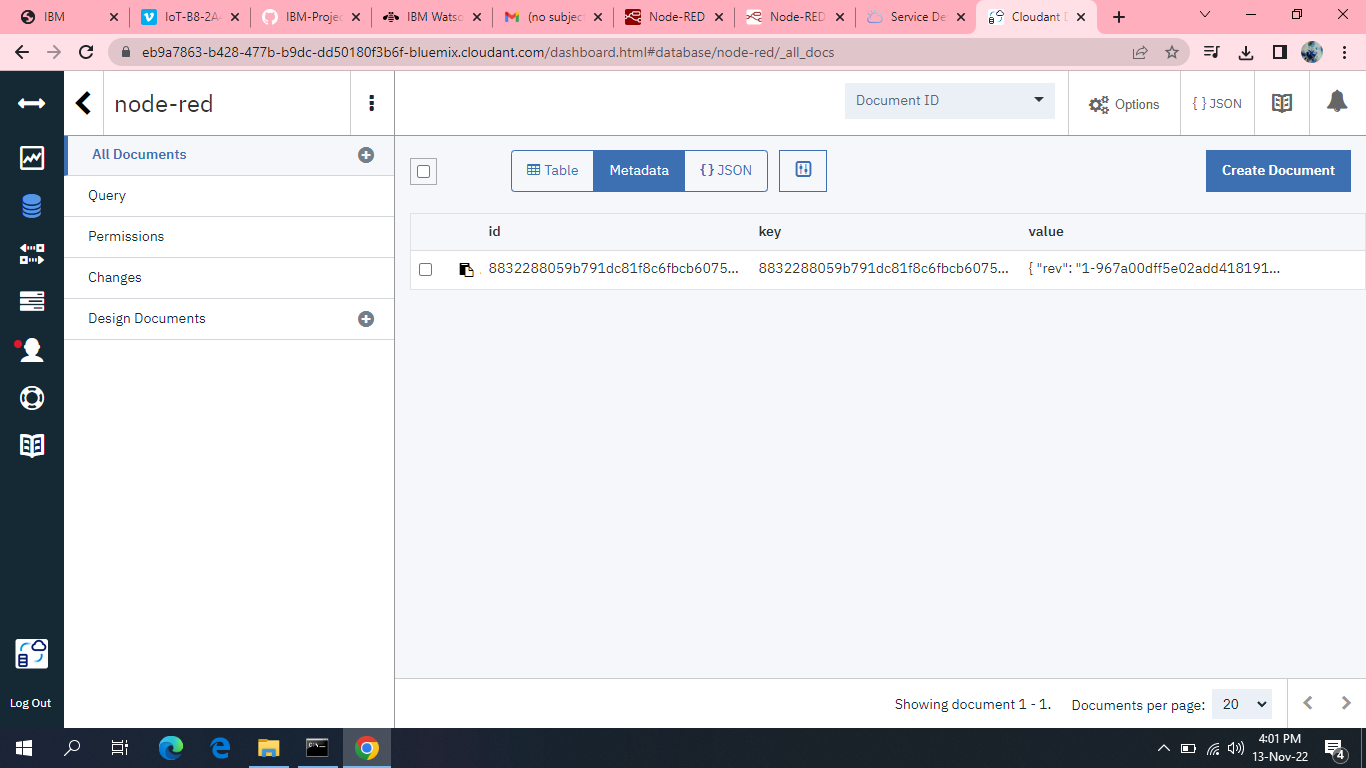 IBM
IoT-B8-2A4
IBM-Projec
IBM Watso
(no subjec
Node-RED
Node-RED
Service De
Cloudant D
eb9a7863-b428-477b-b9dc-dd50180f3b6f-bluemix.cloudant.com/dashboard.html#database/node-red/_all_docs
node-red
Document ID
Options
{ } JSON
All Documents
Query
Permissions
Changes
Design Documents
Table
Metadata
{} JSON
Create Document
id key value
8832288059b791dc81f8c6fbcb6075... 8832288059b791dc81f8c6fbcb6075... { "rev": "1-967a00dff5e02add418191...
Log Out
Showing document 1 - 1. Documents per page: 20
4:01 PM
13-Nov-22
4